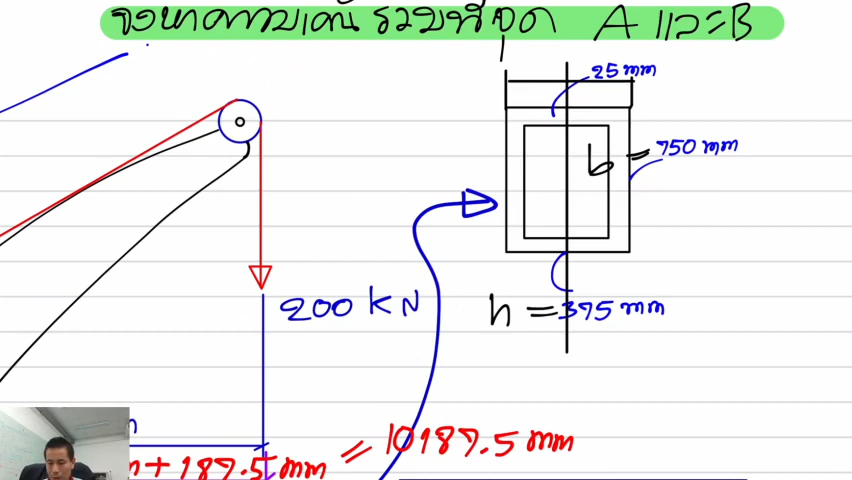 จงหาความเค้นรวมที่จุด A และB
25 mm
b = 750 mm
200 kN
h = 375 mm
m+ 187.5 mm = 10187.5 mm